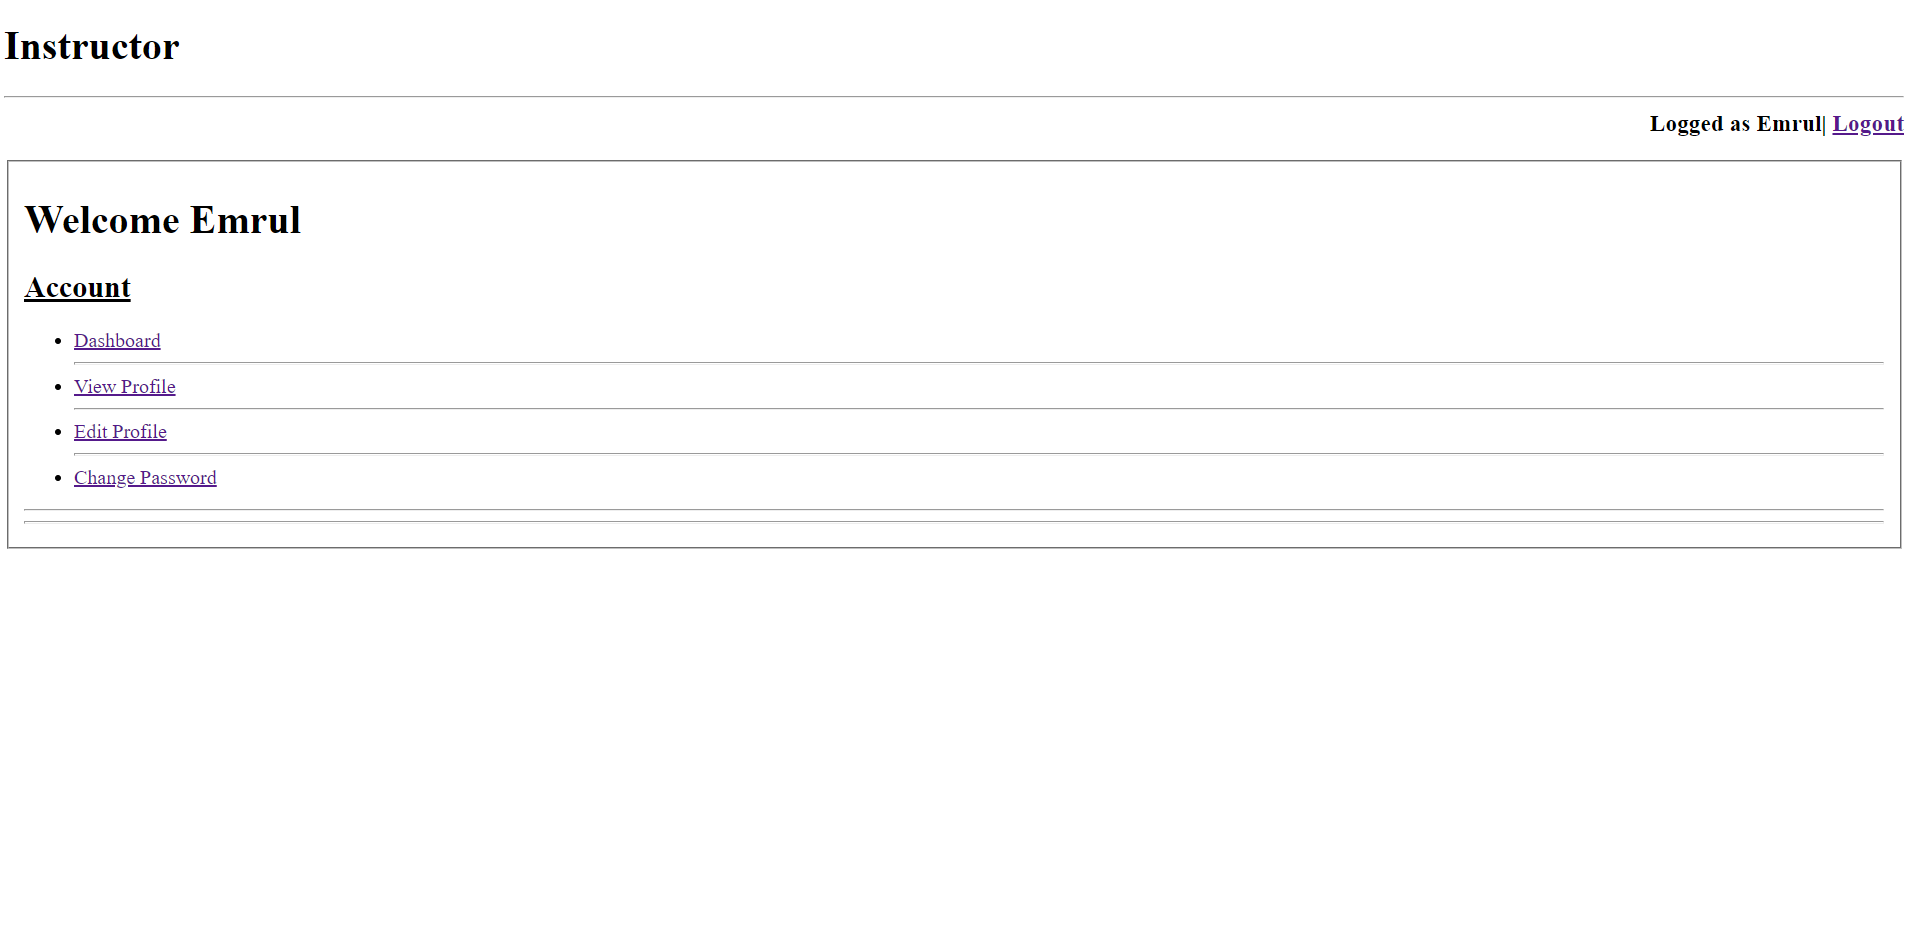 Instructor
Logged as Emrul| Logout
Welcome Emrul
Account
Dashboard
View Profile
Edit Profile
Change Password